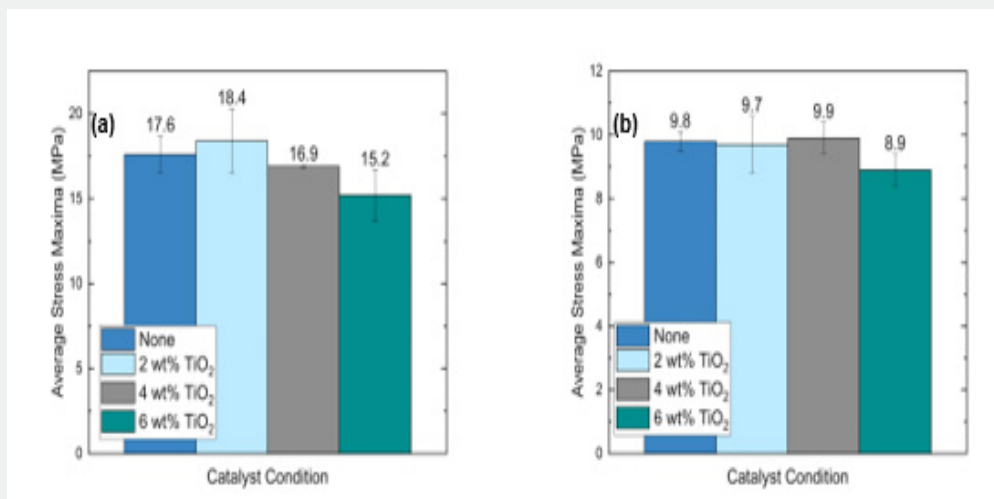 (a)
Average Stress Maxima (MPa)
20
15
10
5
0
17.6
18.4
16.9
15.2
None
2 wt% TiO₂
4 wt% TiO₂
6 wt% TiO₂
Catalyst Condition
(b)
Average Stress Maxima (MPa)
12
10
8
6
4
2
0
9.8
9.7
9.9
8.9
None
2 wt% TiO₂
4 wt% TiO₂
6 wt% TiO₂
Catalyst Condition